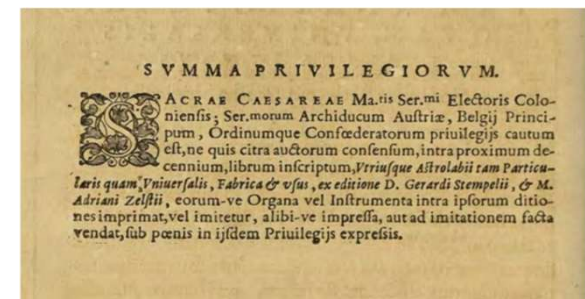 SVMMA PRIVILEGIORVM.
SACRAE CAESAREAE Ma.tis Ser.mi Electoris Colo-
niensis; Ser.morum Archiducum Austriæ, Belgij Princi-
pum, Ordinumque Confœderatorum priuilegijs cautum
est, ne quis citra auctorum consensum, intra proximum de-
cennium, librum inscriptum, Vtriusque Astrolabii tam Particu-
laris quam Vniuersalis, Fabrica & vsus, ex editione D. Gerardi Stempelii, & M.
Adriani Zelstii, eorum-ve Organa vel Instrumenta intra ipsorum ditio-
nes imprimat, vel imitetur, alibi-ve impressa, aut ad imitationem facta
vendat, sub pœnis in ijsdem Priuilegijs expressis.